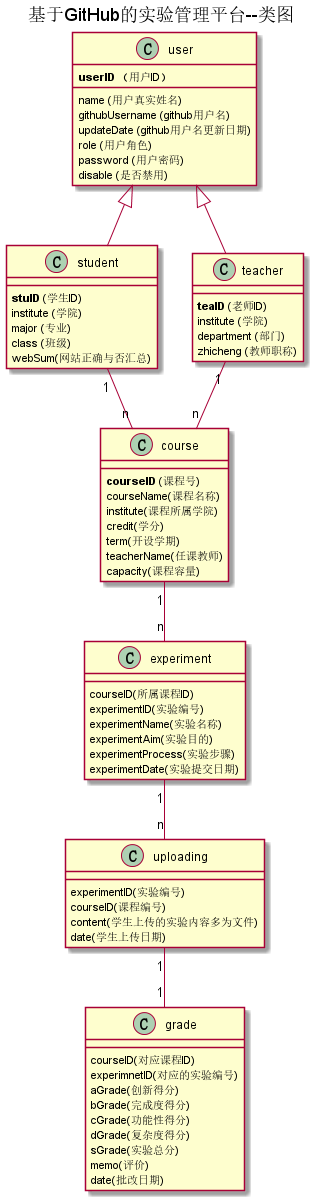 基于GitHub的实验管理平台--类图
C user
userID （用户ID）
name (用户真实姓名)
githubUsername (github用户名)
updateDate (github用户名更新日期)
role (用户角色)
password (用户密码)
disable (是否禁用)
C student
stuID (学生ID)
institute (学院)
major (专业)
class (班级)
webSum(网站正确与否汇总)
C teacher
teaID (老师ID)
institute (学院)
department (部门)
zhicheng (教师职称)
1
1
n
n
C course
courseID (课程号)
courseName(课程名称)
institute(课程所属学院)
credit(学分)
term(开设学期)
teacherName(任课教师)
capacity(课程容量)
1
n
C experiment
courseID(所属课程ID)
experimentID(实验编号)
experimentName(实验名称)
experimentAim(实验目的)
experimentProcess(实验步骤)
experimentDate(实验提交日期)
1
n
C uploading
experimentID(实验编号)
courseID(课程编号)
content(学生上传的实验内容多为文件)
date(学生上传日期)
1
1
C grade
courseID(对应课程ID)
experimnetID(对应的实验编号)
aGrade(创新得分)
bGrade(完成度得分)
cGrade(功能性得分)
dGrade(复杂度得分)
sGrade(实验总分)
memo(评价)
date(批改日期)